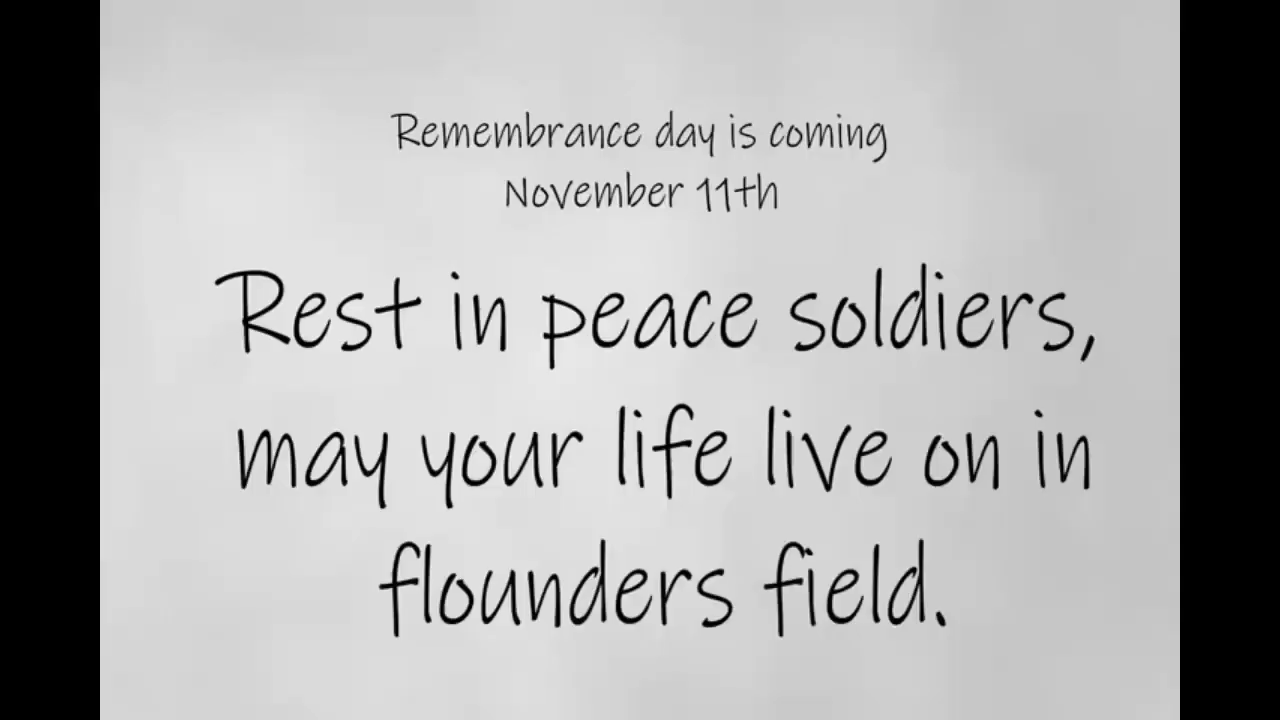 Remembrance day is coming
November 11th
Rest in peace soldiers,
may your life live on in
flounders field.